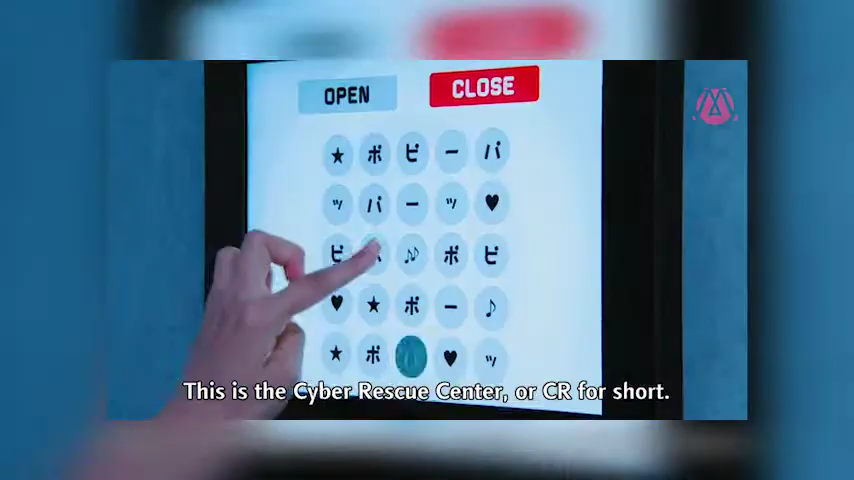 OPEN CLOSE
★ ポ ピ ー パ
ッ パ ー ッ ♥
ピ ♪♪ ポ ピ
♥ ★ ポ ー ♪
★ ポ ♥ ッ
This is the Cyber Rescue Center, or CR for short.